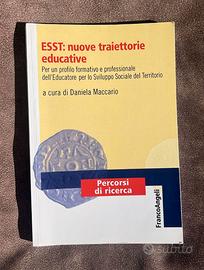 ESST: nuove traiettorie
educative
Per un profilo formativo e professionale
dell'Educatore per lo Sviluppo Sociale del Territorio
a cura di Daniela Maccario
Percorsi
di ricerca
FrancoAngeli
subito